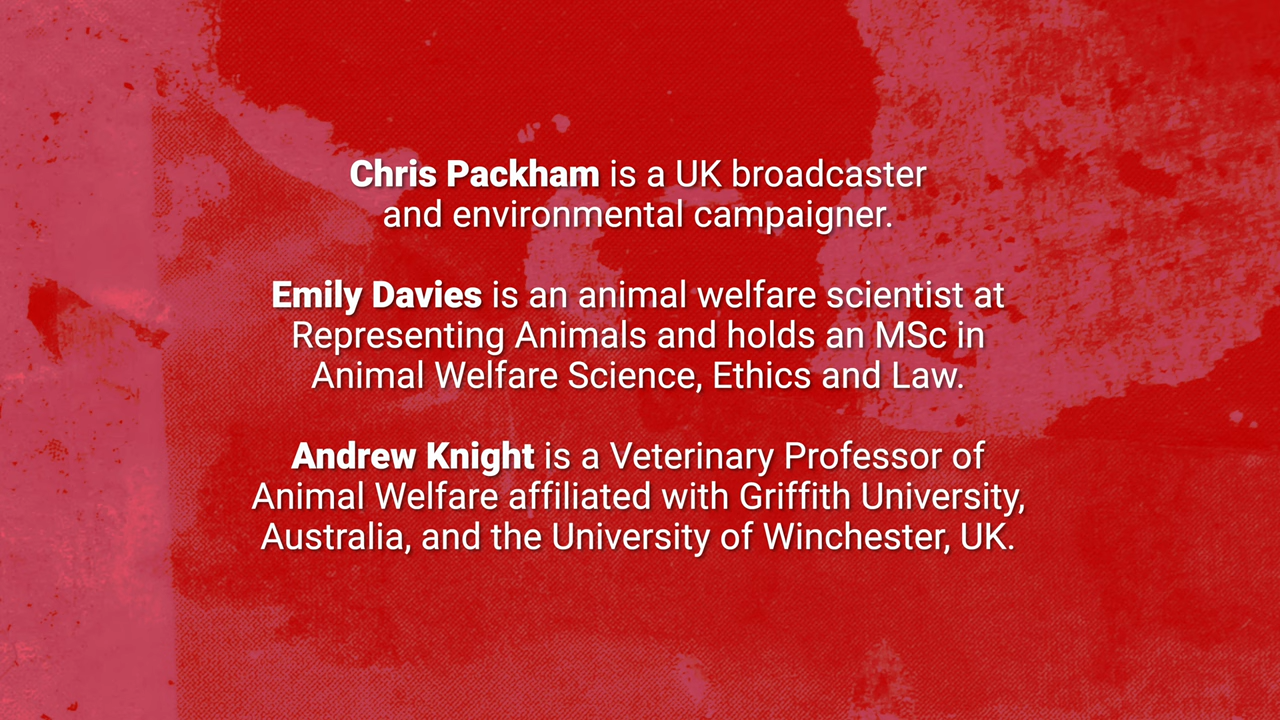 Chris Packham is a UK broadcaster
and environmental campaigner.
Emily Davies is an animal welfare scientist at
Representing Animals and holds an MSc in
Animal Welfare Science, Ethics and Law.
Andrew Knight is a Veterinary Professor of
Animal Welfare affiliated with Griffith University,
Australia, and the University of Winchester, UK.